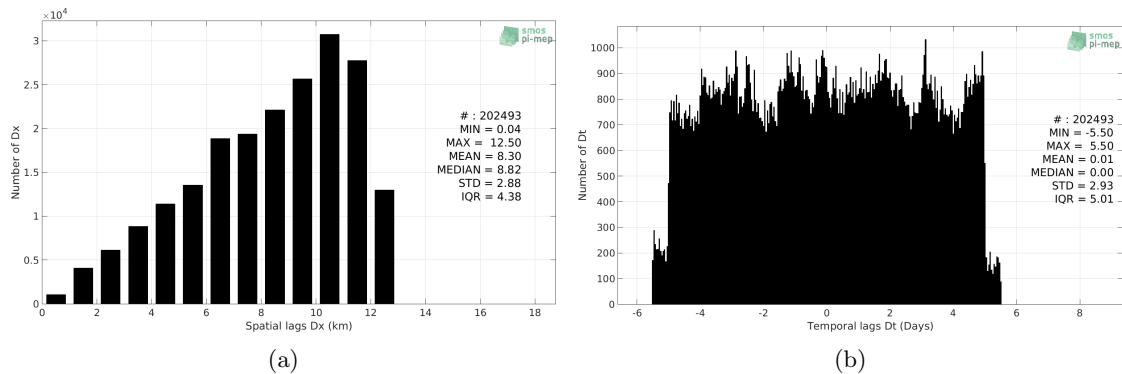 ×10⁴
3
2.5
2
1.5
1
0.5
0
0 2 4 6 8 10 12 14 16 18
Number of Dx
Spatial lags Dx (km)
smos
pi-mep
# : 202493
MIN = 0.04
MAX = 12.50
MEAN = 8.30
MEDIAN = 8.82
STD = 2.88
IQR = 4.38
(a)
1000
900
800
700
600
500
400
300
200
100
0
-6 -4 -2 0 2 4 6 8
Number of Dt
Temporal lags Dt (Days)
smos
pi-mep
# : 202493
MIN = -5.50
MAX = 5.50
MEAN = 0.01
MEDIAN = 0.00
STD = 2.93
IQR = 5.01
(b)